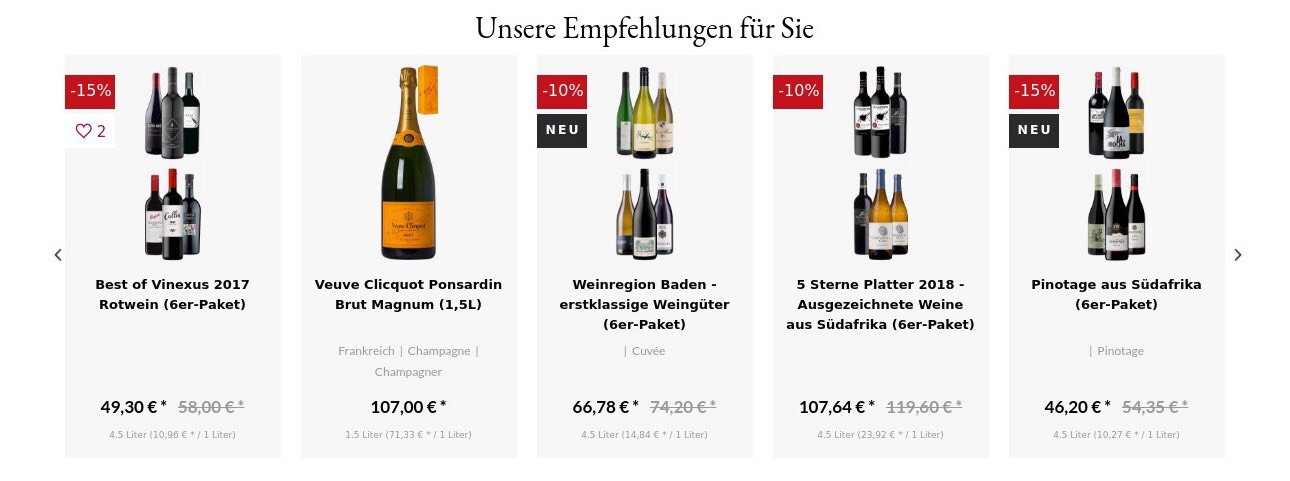 Unsere Empfehlungen für Sie
-15%
2
Best of Vinexus 2017
Rotwein (6er-Paket)
49,30 € * 58,00 € *
4.5 Liter (10,96 € * / 1 Liter)
Veuve Clicquot Ponsardin
Brut Magnum (1,5L)
Frankreich | Champagne |
Champagner
107,00 € *
1.5 Liter (71,33 € * / 1 Liter)
-10%
NEU
Weinregion Baden -
erstklassige Weingüter
(6er-Paket)
| Cuvée
66,78 € * 74,20 € *
4.5 Liter (14,84 € * / 1 Liter)
-10%
5 Sterne Platter 2018 -
Ausgezeichnete Weine
aus Südafrika (6er-Paket)
107,64 € * 119,60 € *
4.5 Liter (23,92 € * / 1 Liter)
-15%
NEU
Pinotage aus Südafrika
(6er-Paket)
| Pinotage
46,20 € * 54,35 € *
4.5 Liter (10,27 € * / 1 Liter)